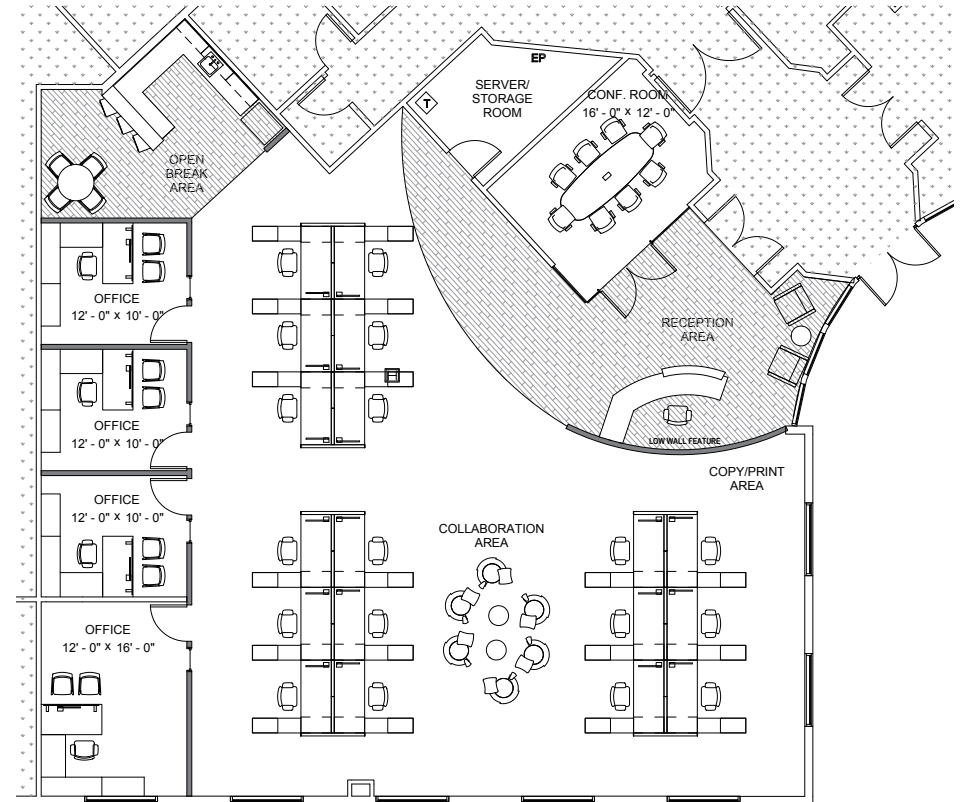 EP
SERVER/
STORAGE
ROOM
T
CONF. ROOM
16' - 0" x 12' - 0"
OPEN
BREAK
AREA
OFFICE
12' - 0" x 10' - 0"
RECEPTION
AREA
OFFICE
12' - 0" x 10' - 0"
LOW WALL FEATURE
COPY/PRINT
AREA
OFFICE
12' - 0" x 10' - 0"
COLLABORATION
AREA
OFFICE
12' - 0" x 16' - 0"